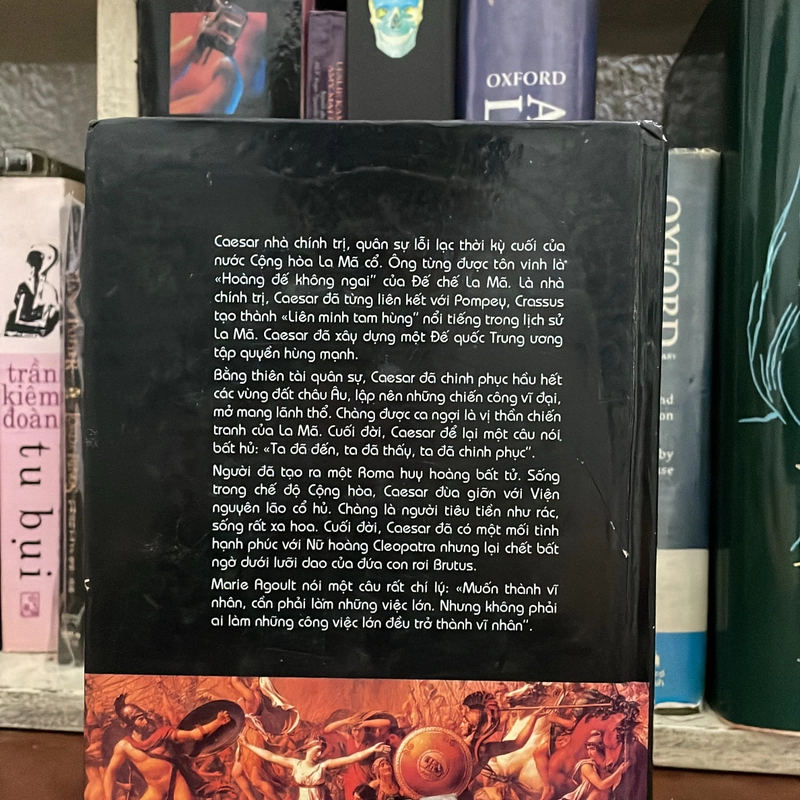 OXFORD
Caesar nhà chính trị, quân sự lỗi lạc thời kỳ cuối của
nước Cộng hòa La Mã cổ. Ông từng được tôn vinh là
«Hoàng đế không ngai" của Đế chế La Mã. Là nhà
chính trị, Caesar đã từng liên kết với Pompey, Crassus
tạo thành «Liên minh tam hùng" nổi tiếng trong lịch sử
La Mã. Caesar đã xây dựng một Đế quốc Trung ương
tập quyền hùng mạnh.
Bằng thiên tài quân sự, Caesar đã chinh phục hầu hết
các vùng đất châu Âu, lập nên những chiến công vĩ đại,
mở mang lãnh thổ. Chàng được ca ngợi là vị thần chiến
tranh của La Mã. Cuối đời, Caesar để lại một câu nói
bất hủ: «Ta đã đến, ta đã thấy, ta đã chinh phục".
Người đã tạo ra một Roma huy hoàng bất tử. Sống
trong chế độ Cộng hòa, Caesar đùa giỡn với Viện
nguyên lão cổ hủ. Chàng là người tiêu tiền như rác,
sống rất xa hoa. Cuối đời, Caesar đã có một mối tình
hạnh phúc với Nữ hoàng Cleopatra nhưng lại chết bất
ngờ dưới lưỡi dao của đứa con rơi Brutus.
Marie Agoult nói một câu rất chí lý: «Muốn thành vĩ
nhân, cần phải làm những việc lớn. Nhưng không phải
ai làm những công việc lớn đều trở thành vĩ nhân".
trần
kiêm
đoàn
tu bụi
OXFORD